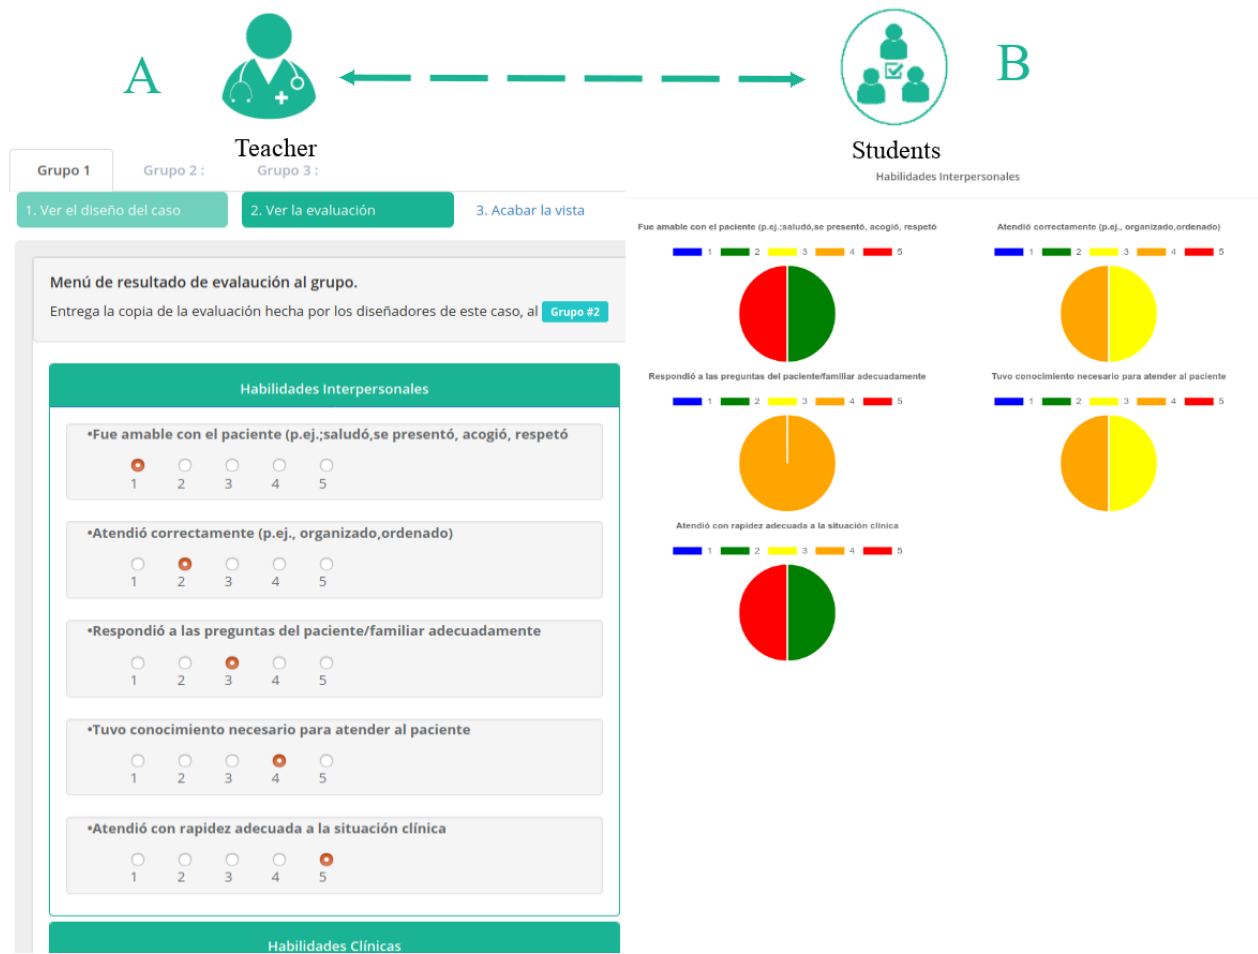 A
B
Teacher
Students
Grupo 1
Grupo 2 :
Grupo 3 :
1. Ver el diseño del caso
2. Ver la evaluación
3. Acabar la vista
Menú de resultado de evalaución al grupo.
Entrega la copia de la evaluación hecha por los diseñadores de este caso, al Grupo #2
Habilidades Interpersonales
•Fue amable con el paciente (p.ej.;saludó,se presentó, acogió, respetó
1 2 3 4 5
•Atendió correctamente (p.ej., organizado,ordenado)
1 2 3 4 5
•Respondió a las preguntas del paciente/familiar adecuadamente
1 2 3 4 5
•Tuvo conocimiento necesario para atender al paciente
1 2 3 4 5
•Atendió con rapidez adecuada a la situación clínica
1 2 3 4 5
Habilidades Clínicas
Habilidades Interpersonales
Fue amable con el paciente (p.ej.;saludó,se presentó, acogió, respetó
1 2 3 4 5
Atendió correctamente (p.ej., organizado,ordenado)
1 2 3 4 5
Respondió a las preguntas del paciente/familiar adecuadamente
1 2 3 4 5
Tuvo conocimiento necesario para atender al paciente
1 2 3 4 5
Atendió con rapidez adecuada a la situación clínica
1 2 3 4 5